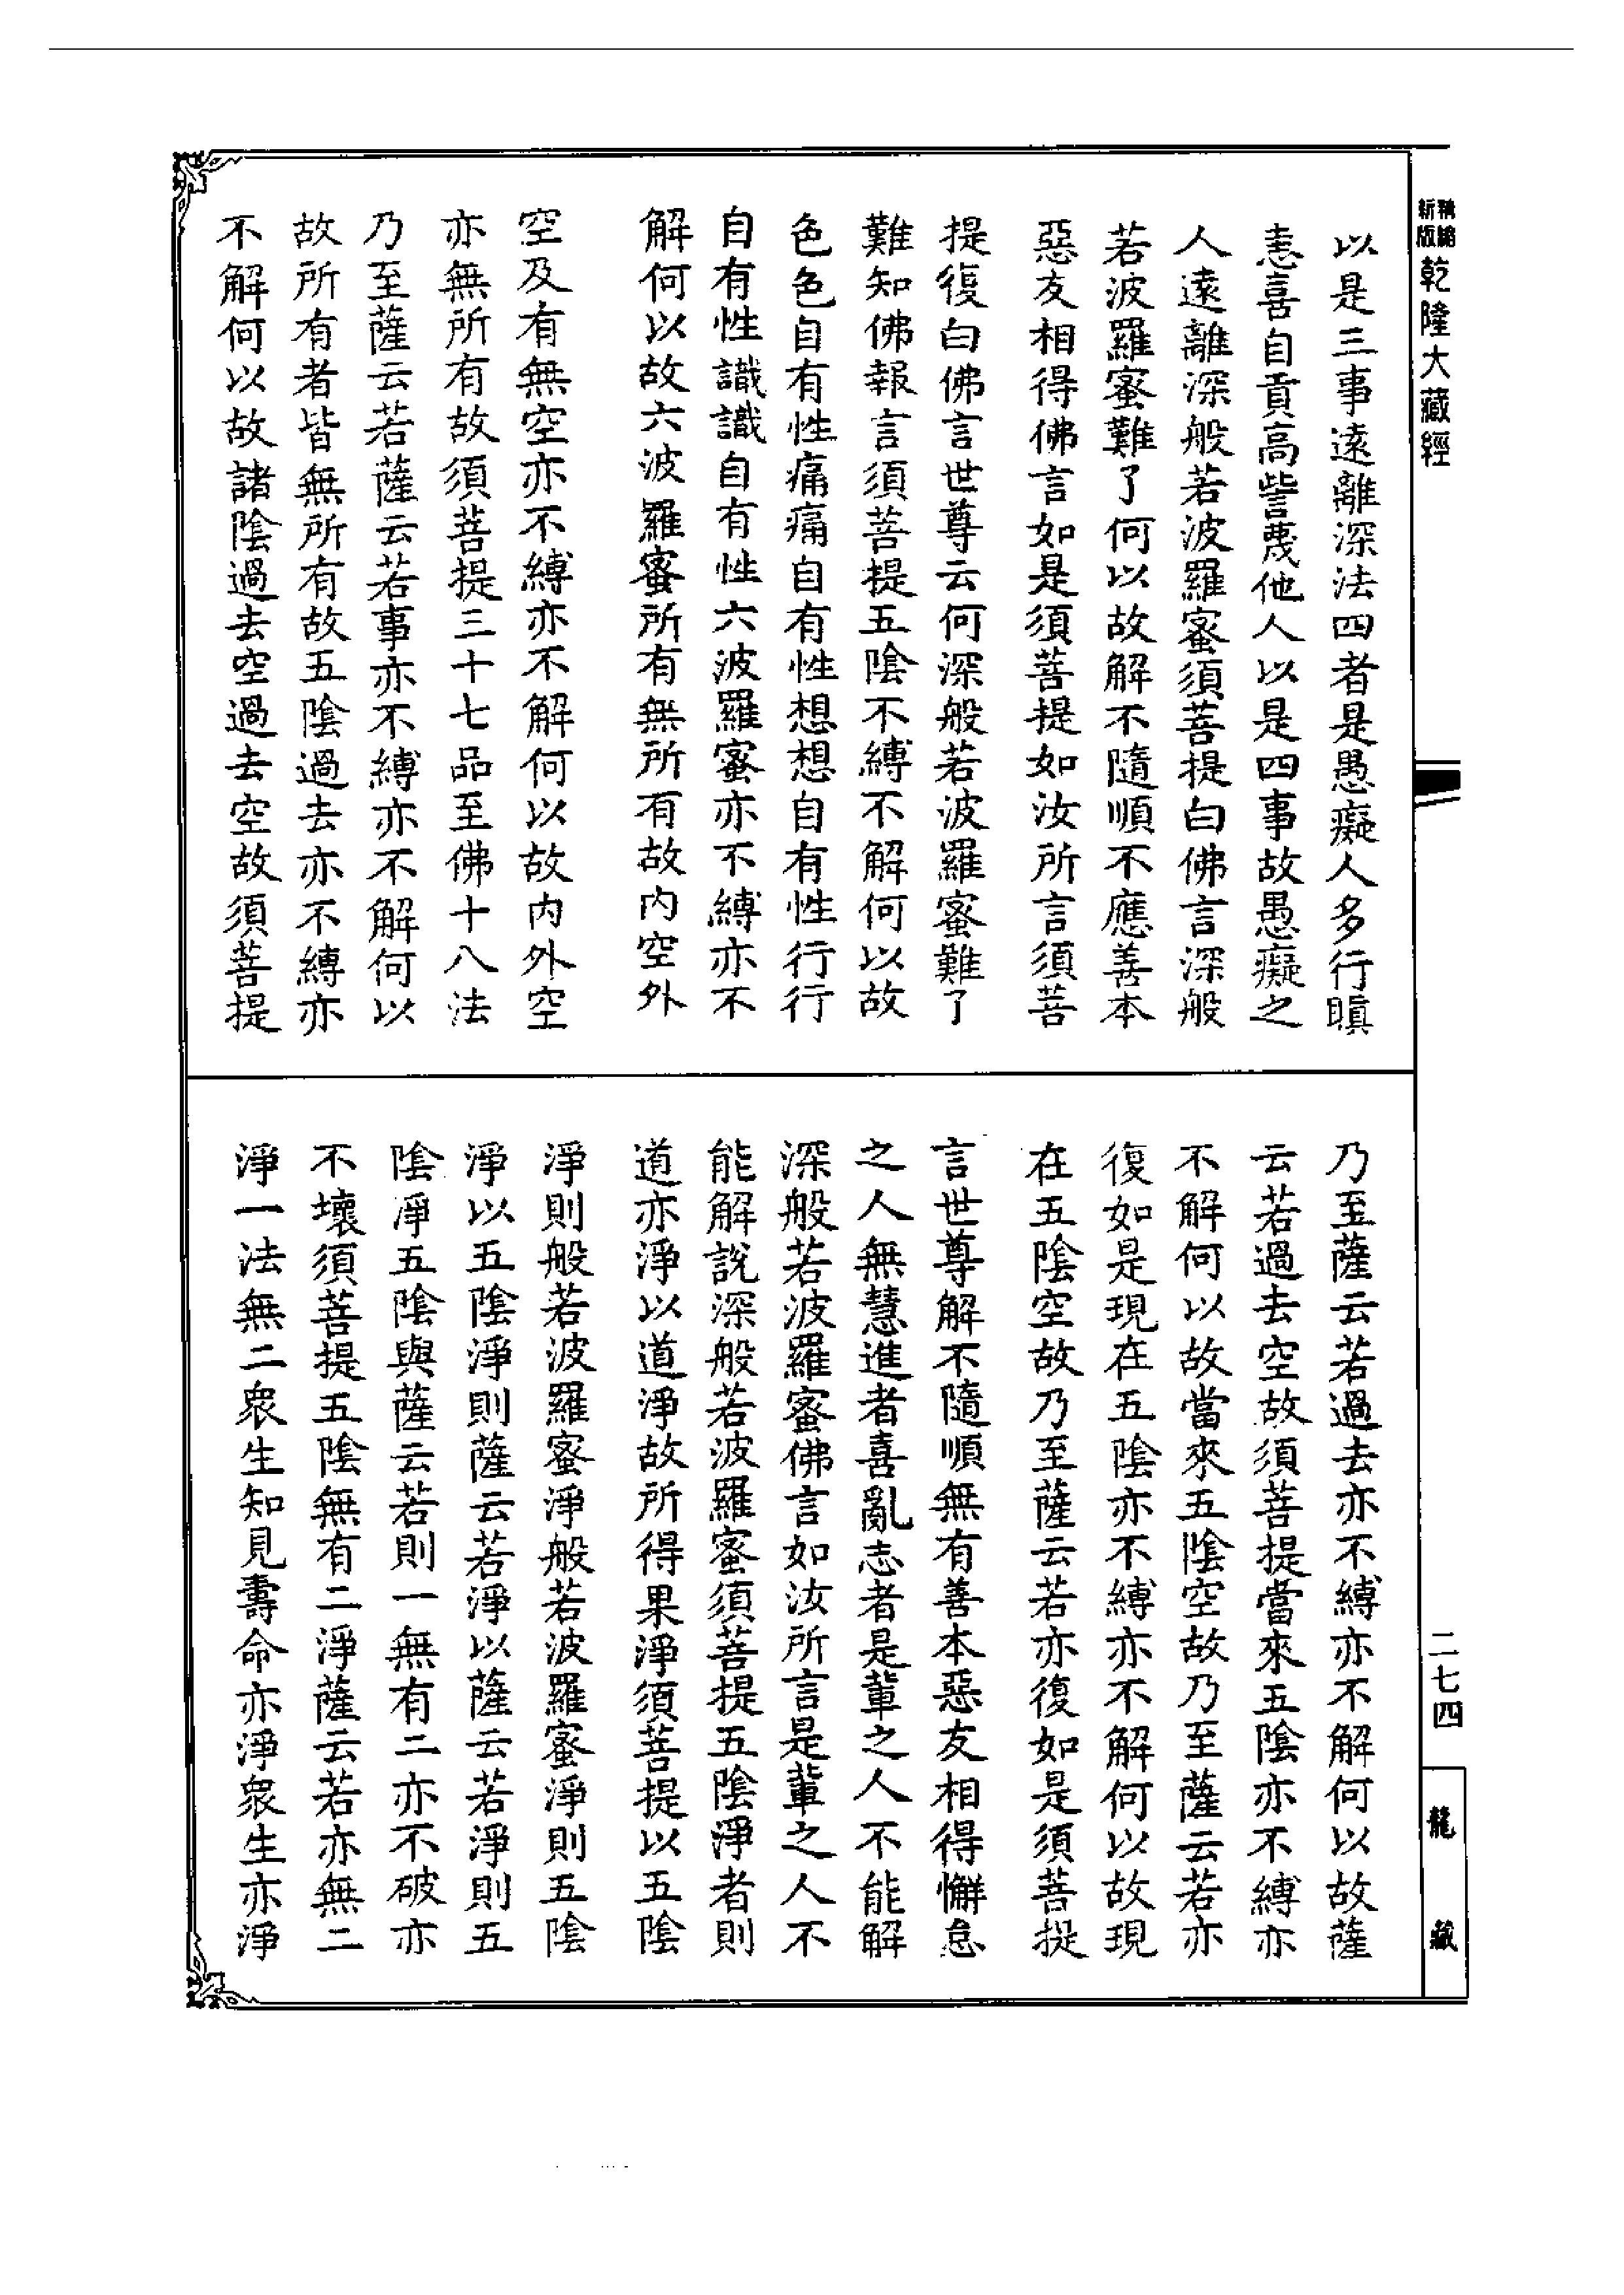 精縮新版乾隆大藏經
以是三事遠離深法四者是愚癡人多行瞋
恚喜自貢高訾蔑他人以是四事故愚癡之
人遠離深般若波羅蜜須菩提白佛言深般
若波羅蜜難了何以故解不隨順不應善本
惡友相得佛言如是須菩提如汝所言須菩
提復白佛言世尊云何深般若波羅蜜難了
難知佛報言須菩提五陰不縛不解何以故
色色自有性痛痛自有性想想自有性行行
自有性識識自有性六波羅蜜亦不縛亦不
解何以故六波羅蜜所有無所有故內空外
空及有無空亦不縛亦不解何以故內外空
亦無所有故須菩提三十七品至佛十八法
乃至薩云若薩云若事亦不縛亦不解何以
故所有者皆無所有故五陰過去亦不縛亦
不解何以故諸陰過去空過去空故須菩提
乃至薩云若過去亦不縛亦不解何以故薩
云若過去空故須菩提當來五陰亦不縛亦
不解何以故當來五陰空故乃至薩云若亦
復如是現在五陰亦不縛亦不解何以故現
在五陰空故乃至薩云若亦復如是須菩提
言世尊解不隨順無有善本惡友相得懈怠
之人無慧進者喜亂志者是輩之人不能解
深般若波羅蜜佛言如汝所言是輩之人不
能解說深般若波羅蜜須菩提五陰淨者則
道亦淨以道淨故所得果淨須菩提以五陰
淨則般若波羅蜜淨般若波羅蜜淨則五陰
淨以五陰淨則薩云若淨以薩云若淨則五
陰淨五陰與薩云若則一無有二亦不破亦
不壞須菩提五陰無有二淨薩云若亦無二
淨一法無二衆生知見壽命亦淨衆生亦淨
二七四
龍藏